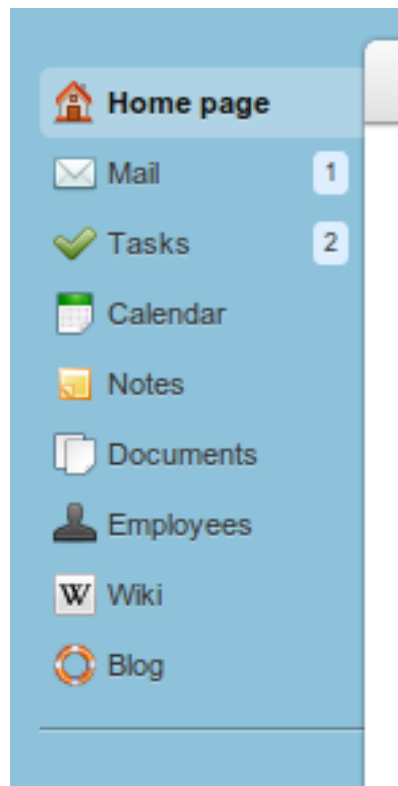 Home page
Mail 1
Tasks 2
Calendar
Notes
Documents
Employees
W Wiki
Blog